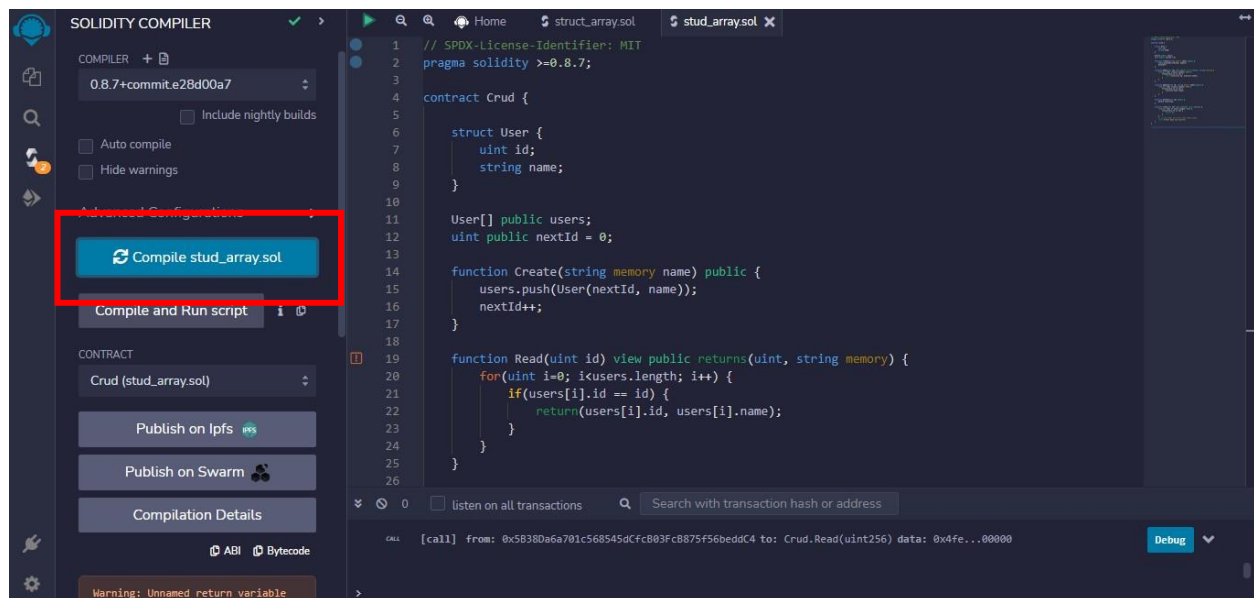 SOLIDITY COMPILER
COMPILER
0.8.7+commit.e28d00a7
Include nightly builds
Auto compile
Hide warnings
Advanced Configurations
Compile stud_array.sol
Compile and Run script
i
CONTRACT
Crud (stud_array.sol)
Publish on Ipfs IPFS
Publish on Swarm
Compilation Details
ABI Bytecode
Warning: Unnamed return variable
2
Home struct_array.sol stud_array.sol
1 // SPDX-License-Identifier: MIT
2 pragma solidity >=0.8.7;
3
4 contract Crud {
5
6 struct User {
7 uint id;
8 string name;
9 }
10
11 User[] public users;
12 uint public nextId = 0;
13
14 function Create(string memory name) public {
15 users.push(User(nextId, name));
16 nextId++;
17 }
18
19 function Read(uint id) view public returns(uint, string memory) {
20 for(uint i=0; i<users.length; i++) {
21 if(users[i].id == id) {
22 return(users[i].id, users[i].name);
23 }
24 }
25 }
26
0 listen on all transactions Search with transaction hash or address
CALL [call] from: 0x5B38Da6a701c568545dCfcB03FcB875f56beddC4 to: Crud.Read(uint256) data: 0x4fe...00000 Debug
>